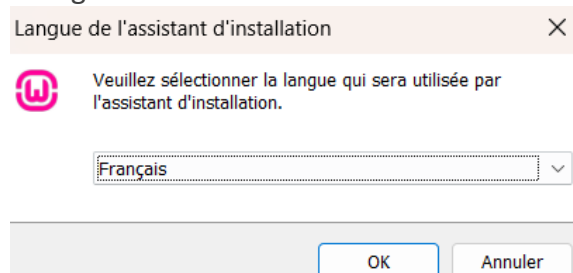 Langue de l'assistant d'installation
Veuillez sélectionner la langue qui sera utilisée par
l'assistant d'installation.
Français
OK Annuler